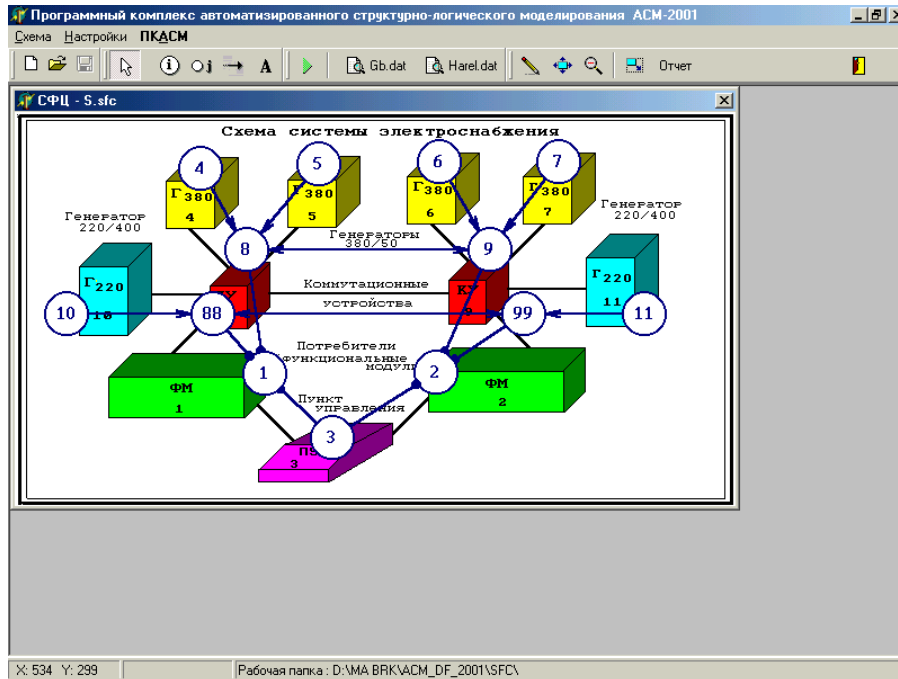 Программный комплекс автоматизированного структурно-логического моделирования АСМ-2001
Схема Настройки ПКАСМ
i j A Gb.dat Harel.dat Отчет
СФЦ - S.sfc
Схема системы электроснабжения
4 5 6 7
Г380 Г380 Г380 Г380
4 5 6 7
Генератор
220/400
Генератор
220/400
Генераторы
380/50
8 9
Г220
10
Г220
11
Коммутационные
устройства
КУ
9
10 88 99 11
Потребители
функциональные
модули
1 2
ФМ
1
ФМ
2
Пункт
управления
3
ПУ
3
X: 534 Y: 299
Рабочая папка : D:\MA BRK\ACM_DF_2001\SFC\